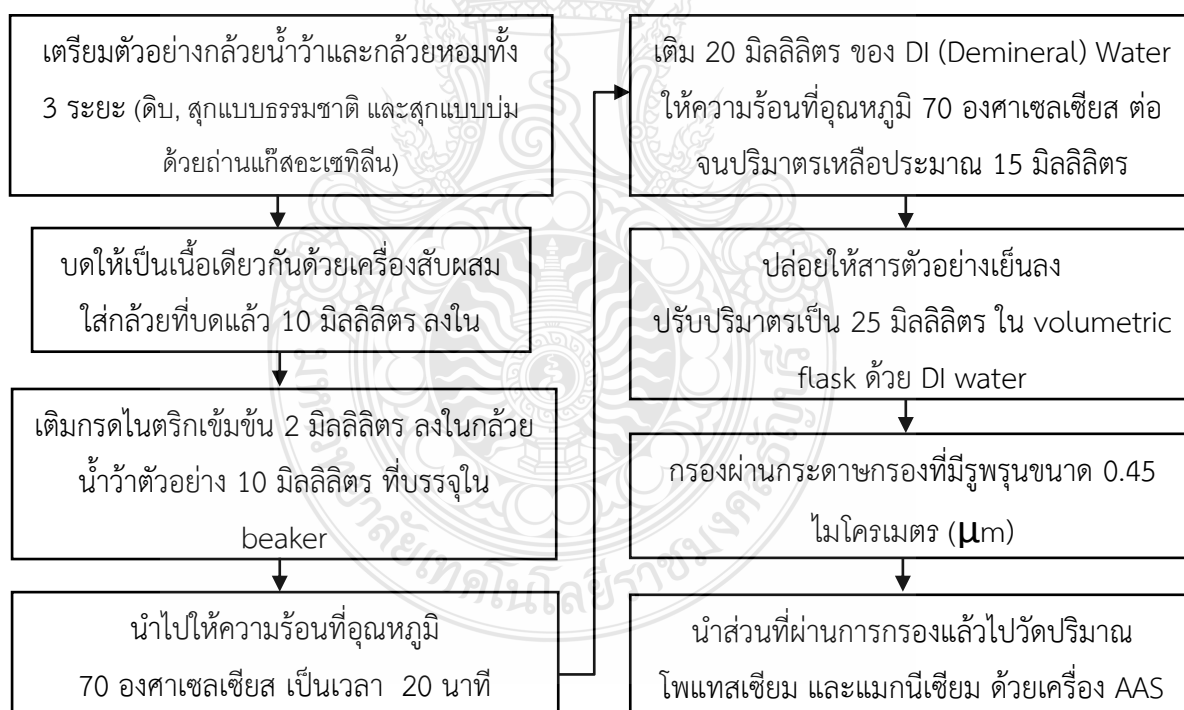 เตรียมตัวอย่างกล้วยน้ำว้าและกล้วยหอมทั้ง
3 ระยะ (ดิบ, สุกแบบธรรมชาติ และสุกแบบบ่ม
ด้วยถ่านแก๊สอะเซทิลีน)
บดให้เป็นเนื้อเดียวกันด้วยเครื่องสับผสม
ใส่กล้วยที่บดแล้ว 10 มิลลิลิตร ลงใน
เติมกรดไนตริกเข้มข้น 2 มิลลิลิตร ลงในกล้วย
น้ำว้าตัวอย่าง 10 มิลลิลิตร ที่บรรจุใน
beaker
นำไปให้ความร้อนที่อุณหภูมิ
70 องศาเซลเซียส เป็นเวลา 20 นาที
เติม 20 มิลลิลิตร ของ DI (Demineral) Water
ให้ความร้อนที่อุณหภูมิ 70 องศาเซลเซียส ต่อ
จนปริมาตรเหลือประมาณ 15 มิลลิลิตร
ปล่อยให้สารตัวอย่างเย็นลง
ปรับปริมาตรเป็น 25 มิลลิลิตร ใน volumetric
flask ด้วย DI water
กรองผ่านกระดาษกรองที่มีรูพรุนขนาด 0.45
ไมโครเมตร (μm)
นำส่วนที่ผ่านการกรองแล้วไปวัดปริมาณ
โพแทสเซียม และแมกนีเซียม ด้วยเครื่อง AAS